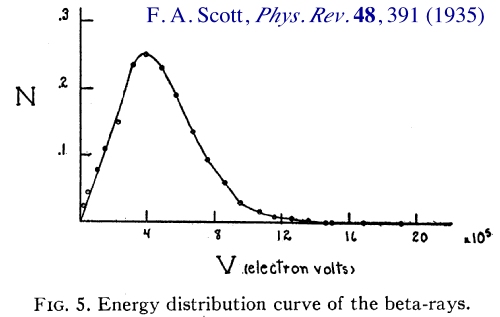 F. A. Scott, Phys. Rev. 48, 391 (1935)
.3
.2
.1
N
4 8 12 16 20 x10⁵
V (electron volts)
FIG. 5. Energy distribution curve of the beta-rays.